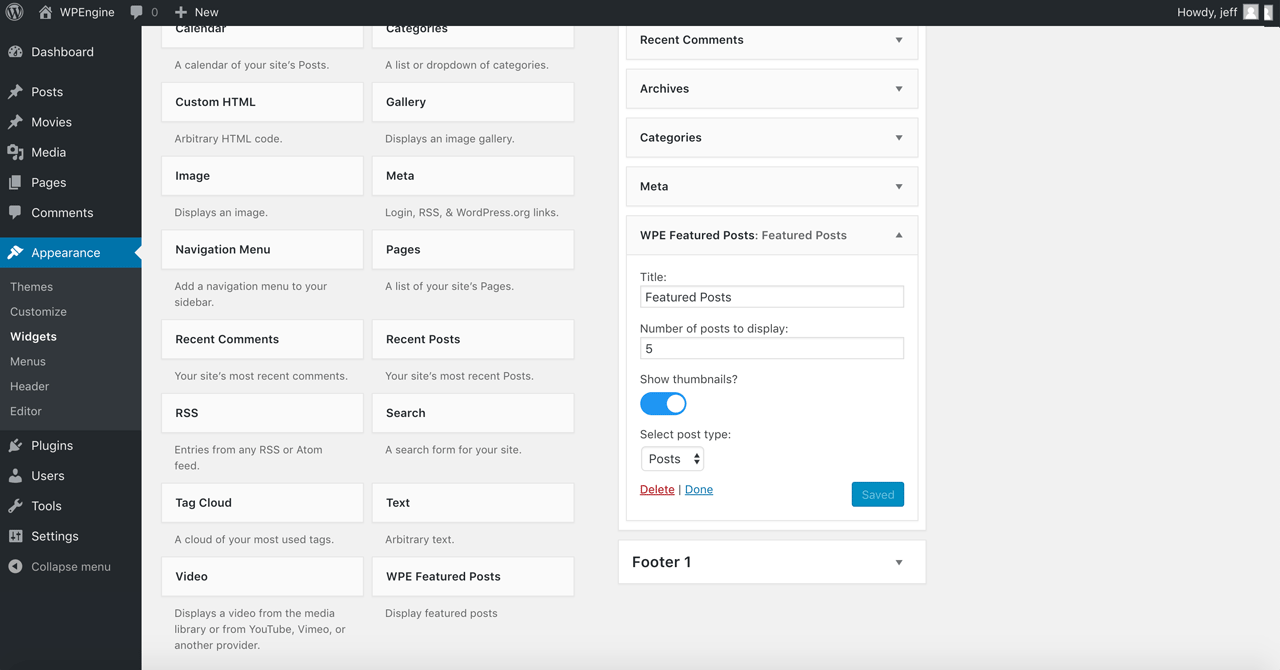 WPEngine 0 New Howdy, jeff
Dashboard
Posts
Movies
Media
Pages
Comments
Appearance
Themes
Customize
Widgets
Menus
Header
Editor
Plugins
Users
Tools
Settings
Collapse menu
Calendar
A calendar of your site's Posts.
Categories
A list or dropdown of categories.
Custom HTML
Arbitrary HTML code.
Gallery
Displays an image gallery.
Image
Displays an image.
Meta
Login, RSS, & WordPress.org links.
Navigation Menu
Add a navigation menu to your
sidebar.
Pages
A list of your site's Pages.
Recent Comments
Your site's most recent comments.
Recent Posts
Your site's most recent Posts.
RSS
Entries from any RSS or Atom
feed.
Search
A search form for your site.
Tag Cloud
A cloud of your most used tags.
Text
Arbitrary text.
Video
Displays a video from the media
library or from YouTube, Vimeo, or
another provider.
WPE Featured Posts
Display featured posts
Recent Comments
Archives
Categories
Meta
WPE Featured Posts: Featured Posts
Title:
Featured Posts
Number of posts to display:
5
Show thumbnails?
Select post type:
Posts
Delete | Done
Saved
Footer 1